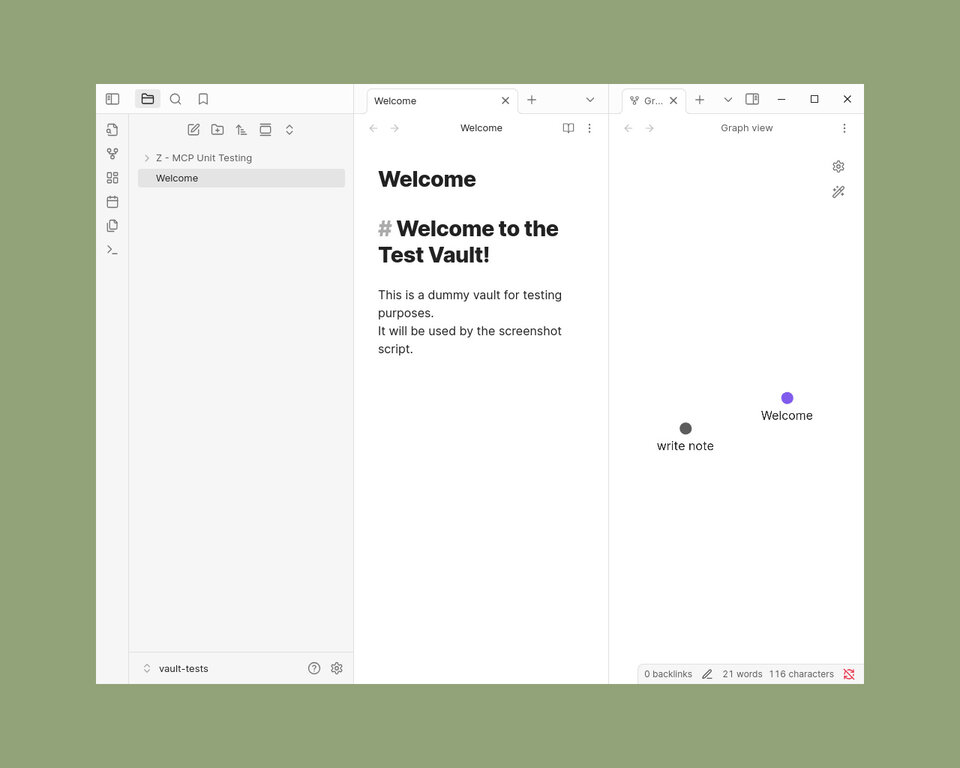 Welcome
Gr...
Welcome
Graph view
Z - MCP Unit Testing
Welcome
Welcome
# Welcome to the
Test Vault!
This is a dummy vault for testing
purposes.
It will be used by the screenshot
script.
Welcome
write note
vault-tests
0 backlinks
21 words
116 characters